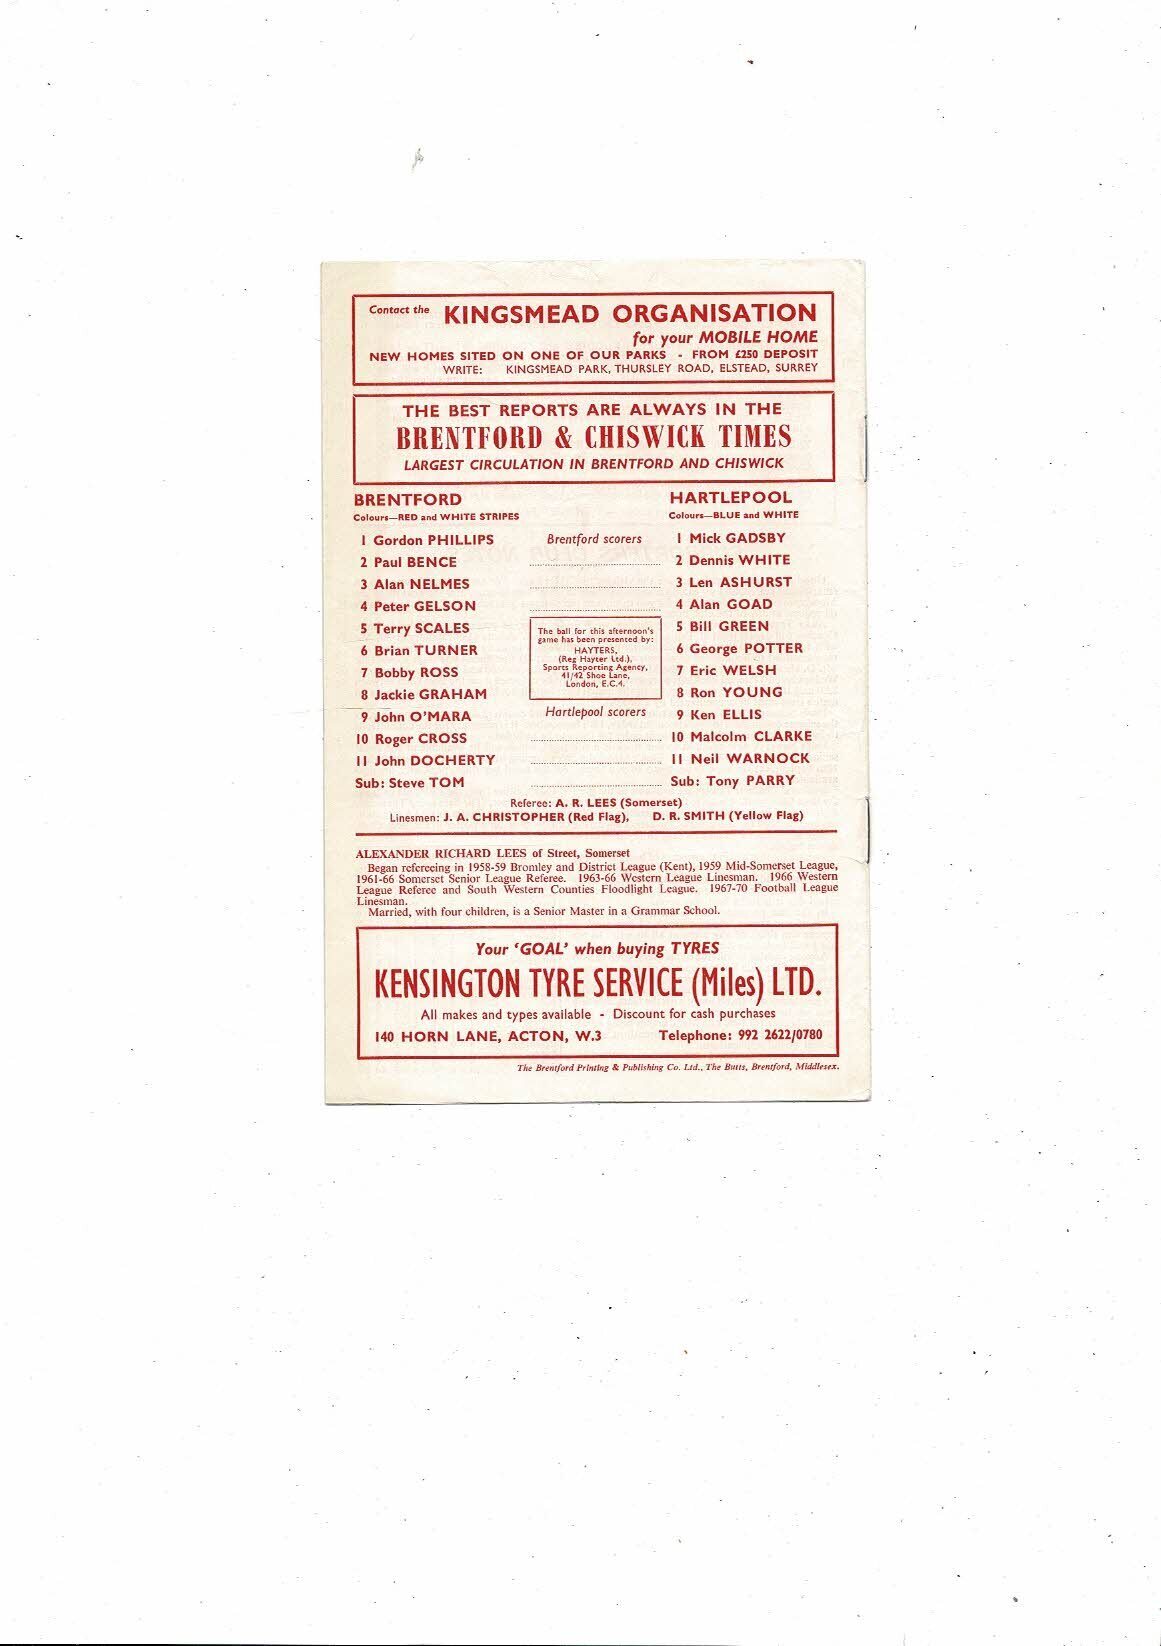 Contact the KINGSMEAD ORGANISATION
for your MOBILE HOME
NEW HOMES SITED ON ONE OF OUR PARKS - FROM £250 DEPOSIT
WRITE: KINGSMEAD PARK, THURSLEY ROAD, ELSTEAD, SURREY
THE BEST REPORTS ARE ALWAYS IN THE
BRENTFORD & CHISWICK TIMES
LARGEST CIRCULATION IN BRENTFORD AND CHISWICK
BRENTFORD
Colours—RED and WHITE STRIPES
1 Gordon PHILLIPS
2 Paul BENCE
3 Alan NELMES
4 Peter GELSON
5 Terry SCALES
6 Brian TURNER
7 Bobby ROSS
8 Jackie GRAHAM
9 John O'MARA
10 Roger CROSS
11 John DOCHERTY
Sub: Steve TOM
Brentford scorers
The ball for this afternoon's
game has been presented by:
HAYTERS,
(Reg Hayter Ltd.),
Sports Reporting Agency,
41/42 Shoe Lane,
London, E.C.4.
Hartlepool scorers
HARTLEPOOL
Colours—BLUE and WHITE
1 Mick GADSBY
2 Dennis WHITE
3 Len ASHURST
4 Alan GOAD
5 Bill GREEN
6 George POTTER
7 Eric WELSH
8 Ron YOUNG
9 Ken ELLIS
10 Malcolm CLARKE
11 Neil WARNOCK
Sub: Tony PARRY
Referee: A. R. LEES (Somerset)
Linesmen: J. A. CHRISTOPHER (Red Flag), D. R. SMITH (Yellow Flag)
ALEXANDER RICHARD LEES of Street, Somerset
Began refereeing in 1958-59 Bromley and District League (Kent), 1959 Mid-Somerset League,
1961-66 Somerset Senior League Referee. 1963-66 Western League Linesman. 1966 Western
League Referee and South Western Counties Floodlight League. 1967-70 Football League
Linesman.
Married, with four children, is a Senior Master in a Grammar School.
Your 'GOAL' when buying TYRES
KENSINGTON TYRE SERVICE (Miles) LTD.
All makes and types available - Discount for cash purchases
140 HORN LANE, ACTON, W.3 Telephone: 992 2622/0780
The Brentford Printing & Publishing Co. Ltd., The Butts, Brentford, Middlesex.